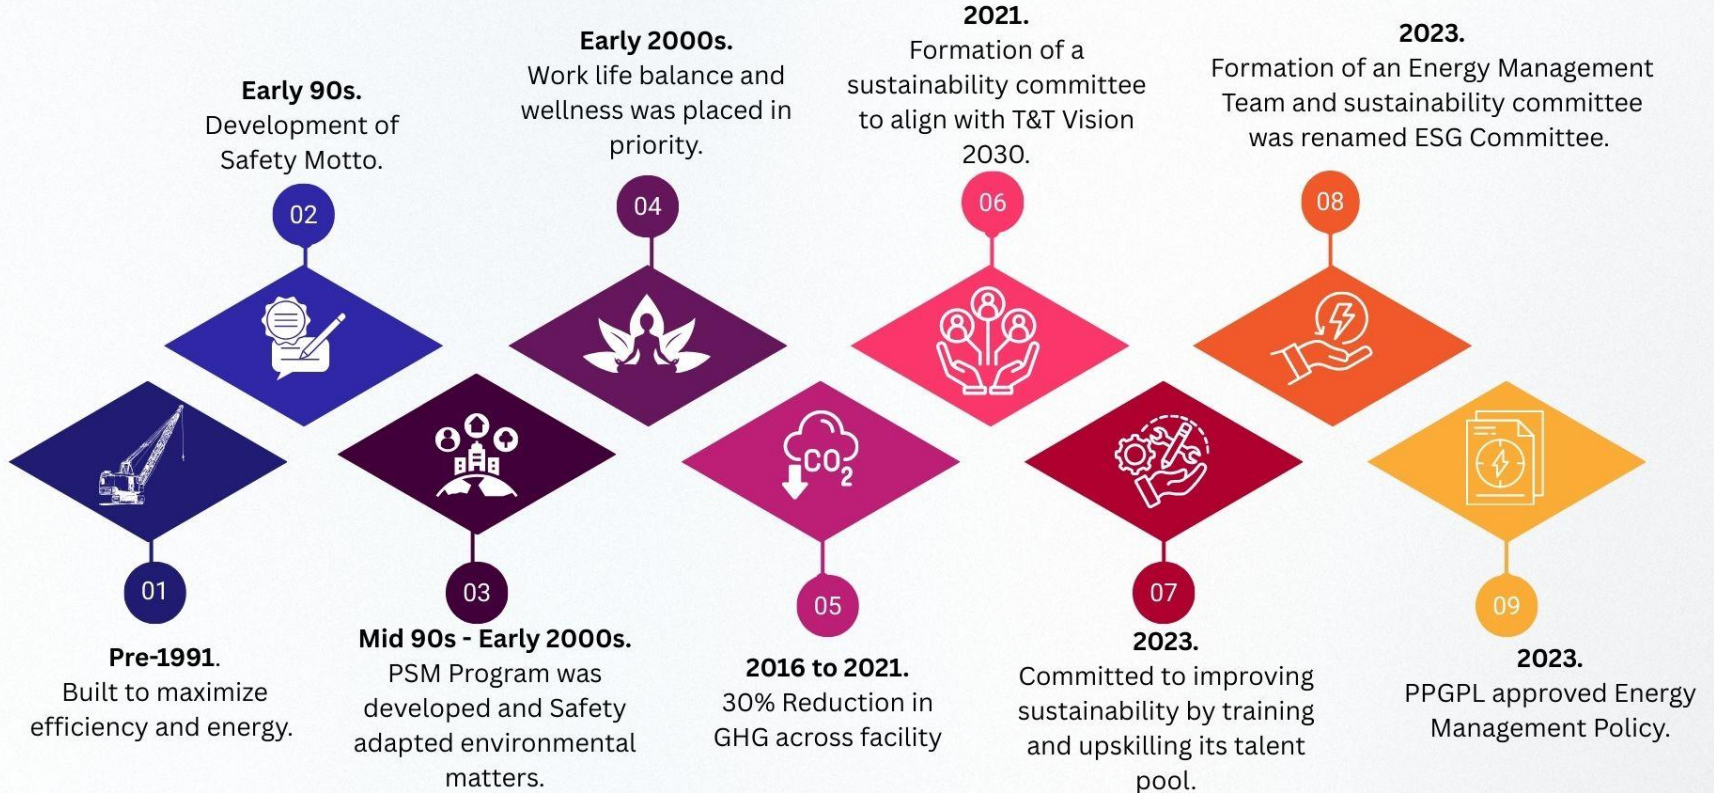 01
Pre-1991.
Built to maximize
efficiency and energy.
Early 90s.
Development of
Safety Motto.
02
03
Mid 90s - Early 2000s.
PSM Program was
developed and Safety
adapted environmental
matters.
Early 2000s.
Work life balance and
wellness was placed in
priority.
04
CO2
05
2016 to 2021.
30% Reduction in
GHG across facility
2021.
Formation of a
sustainability committee
to align with T&T Vision
2030.
06
07
2023.
Committed to improving
sustainability by training
and upskilling its talent
pool.
2023.
Formation of an Energy Management
Team and sustainability committee
was renamed ESG Committee.
08
09
2023.
PPGPL approved Energy
Management Policy.